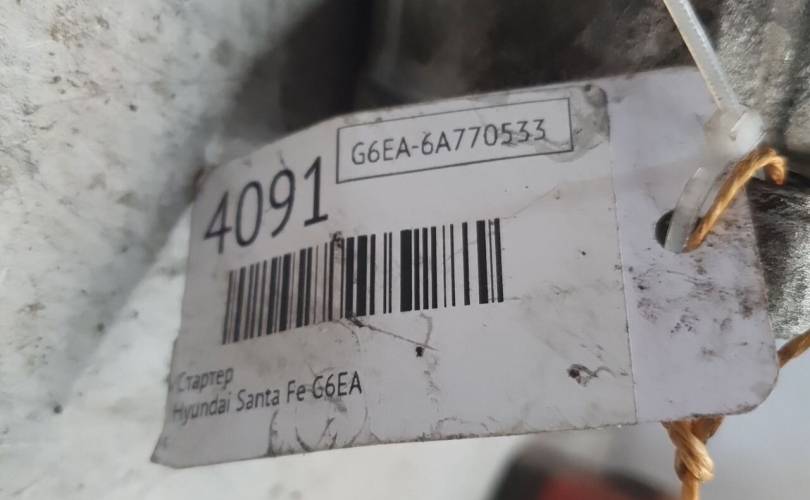 G6EA-6A770533
4091
Стартер
Hyundai Santa Fe G6EA